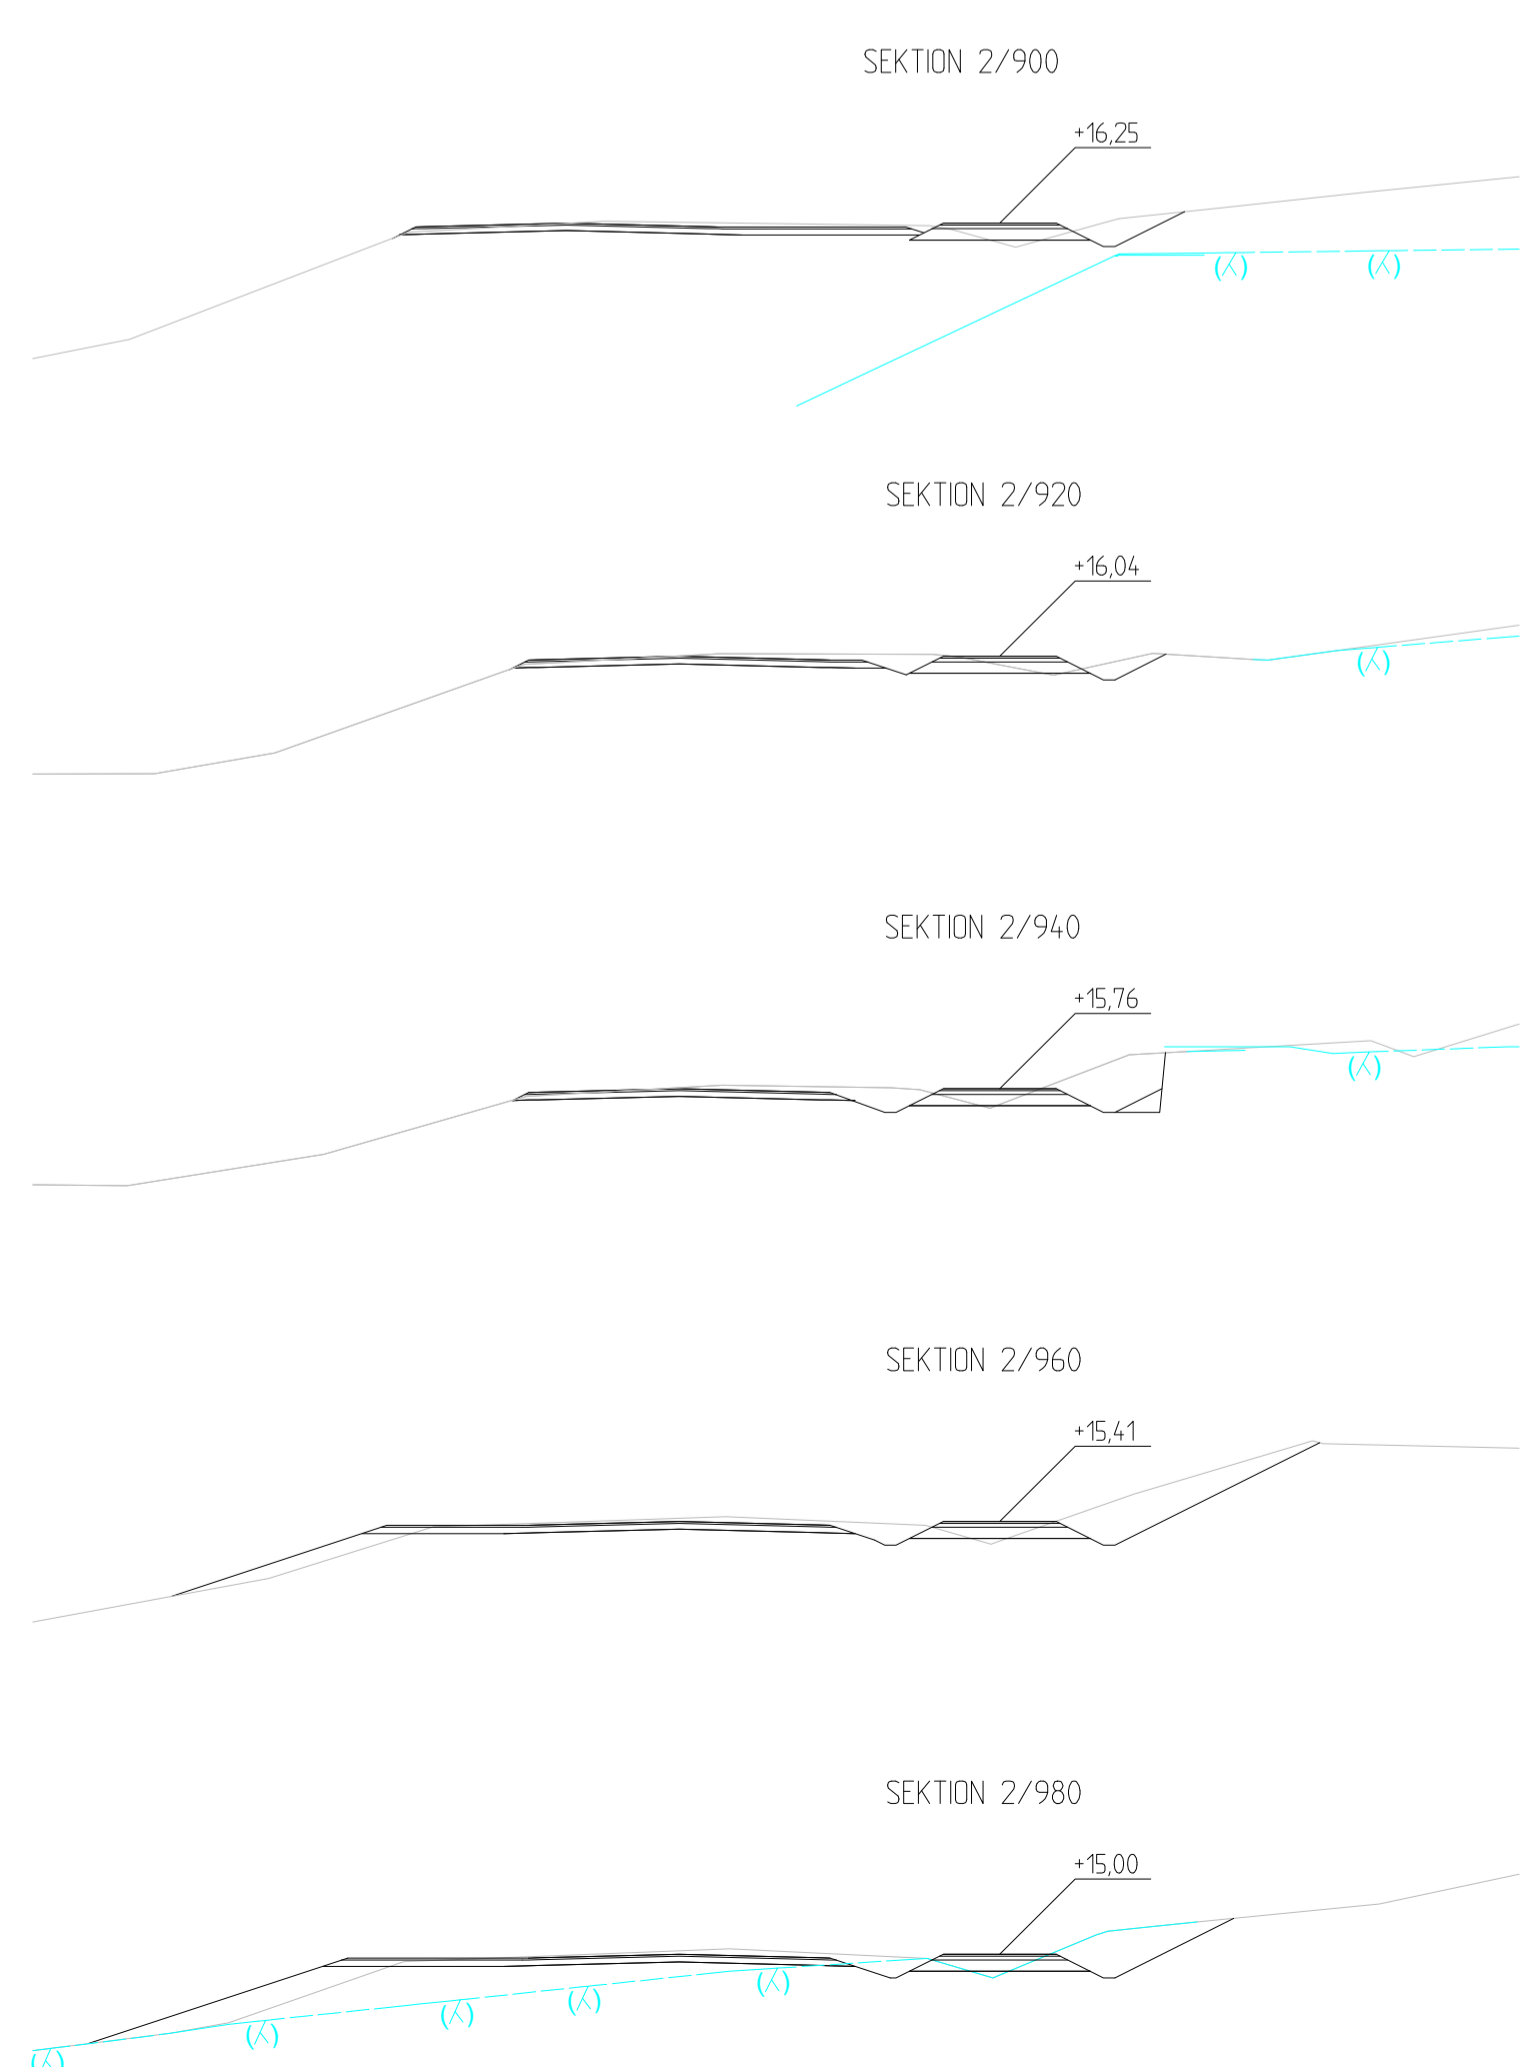 SEKTION 2/900
+16,25
SEKTION 2/920
+16,04
SEKTION 2/940
+15,76
SEKTION 2/960
+15,41
SEKTION 2/980
+15,00